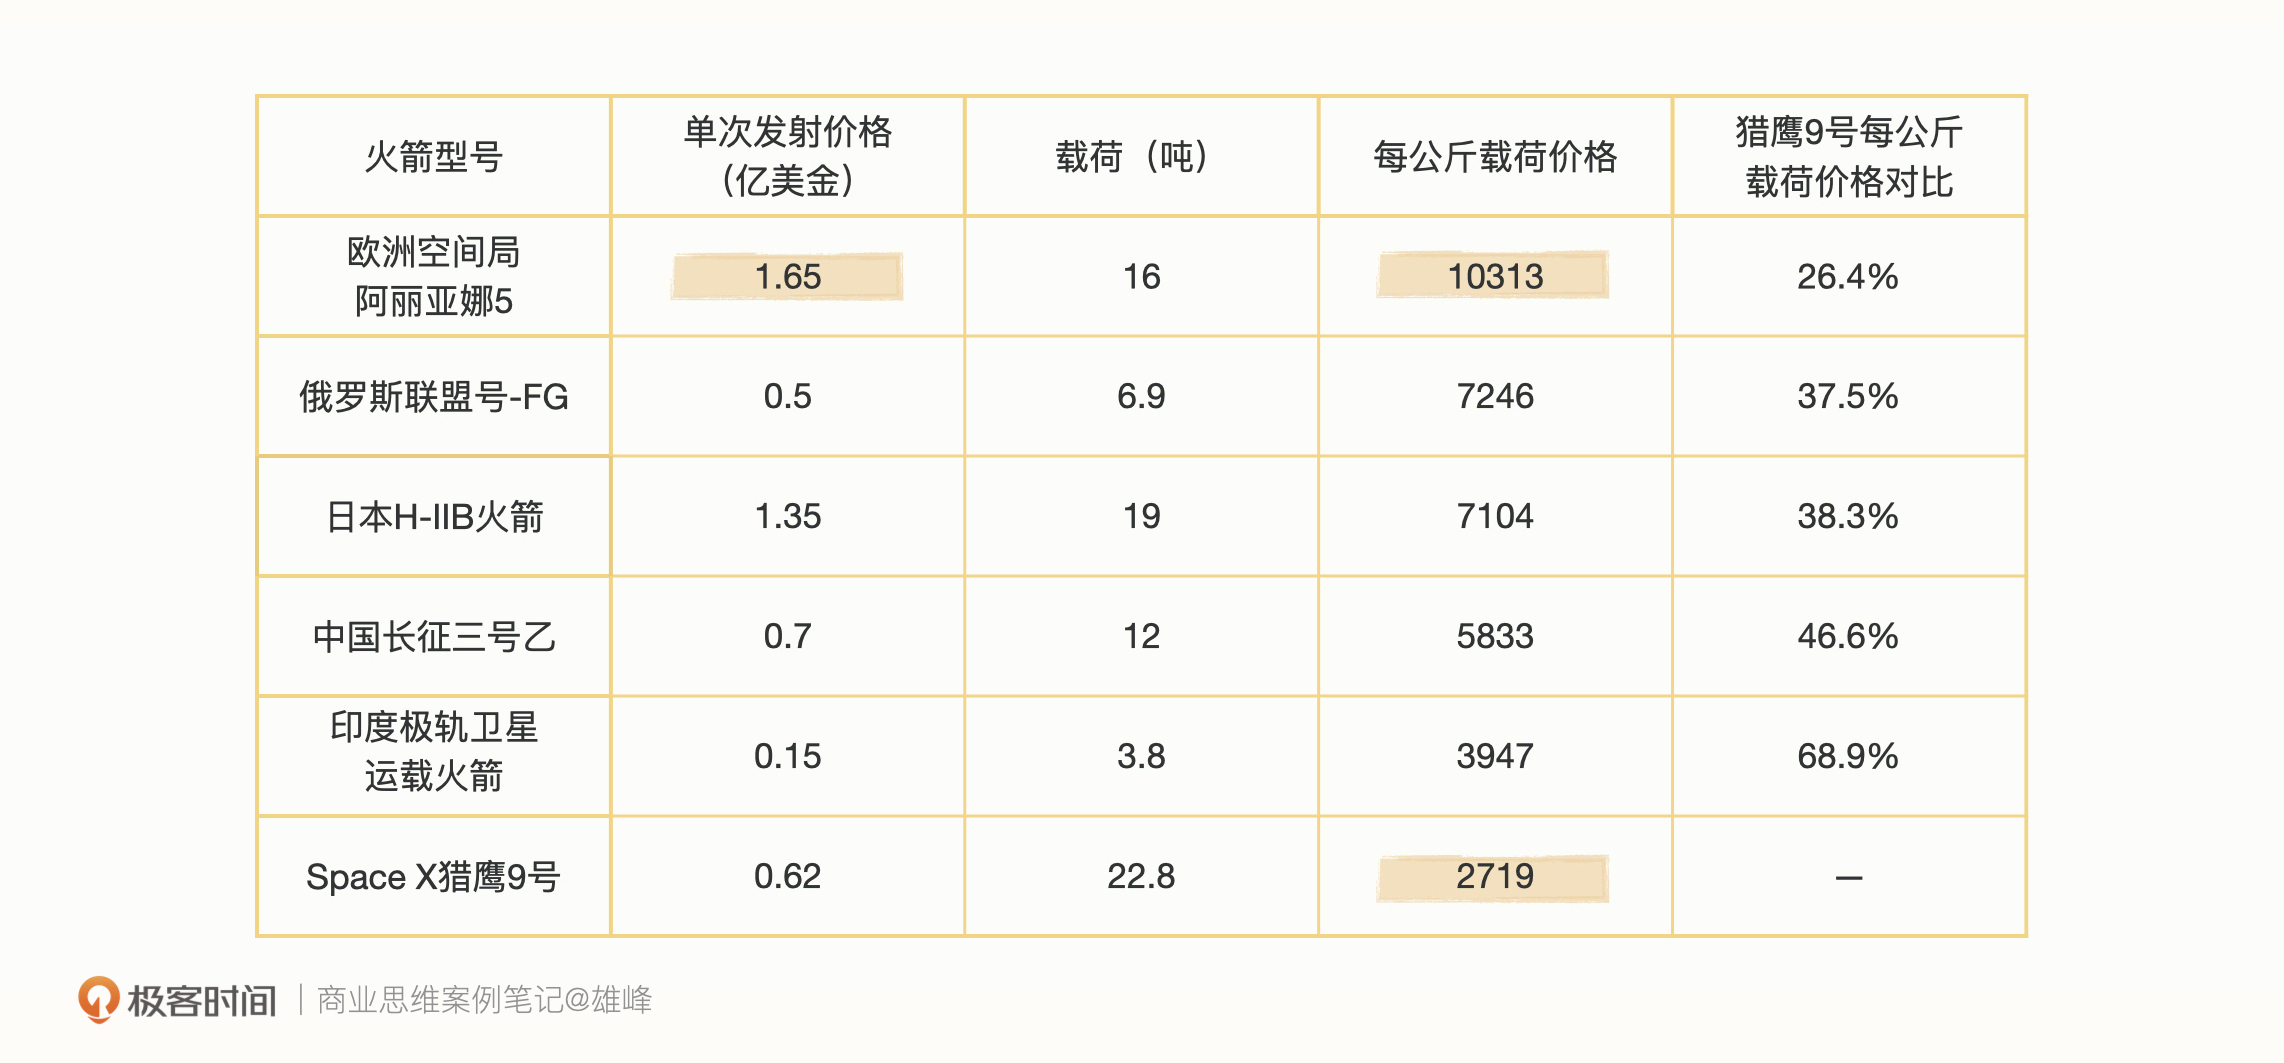 火箭型号
单次发射价格
（亿美金）
载荷（吨）
每公斤载荷价格
猎鹰9号每公斤
载荷价格对比
欧洲空间局
阿丽亚娜5
1.65
16
10313
26.4%
俄罗斯联盟号-FG
0.5
6.9
7246
37.5%
日本H-IIB火箭
1.35
19
7104
38.3%
中国长征三号乙
0.7
12
5833
46.6%
印度极轨卫星
运载火箭
0.15
3.8
3947
68.9%
Space X猎鹰9号
0.62
22.8
2719
—
极客时间 | 商业思维案例笔记@雄峰